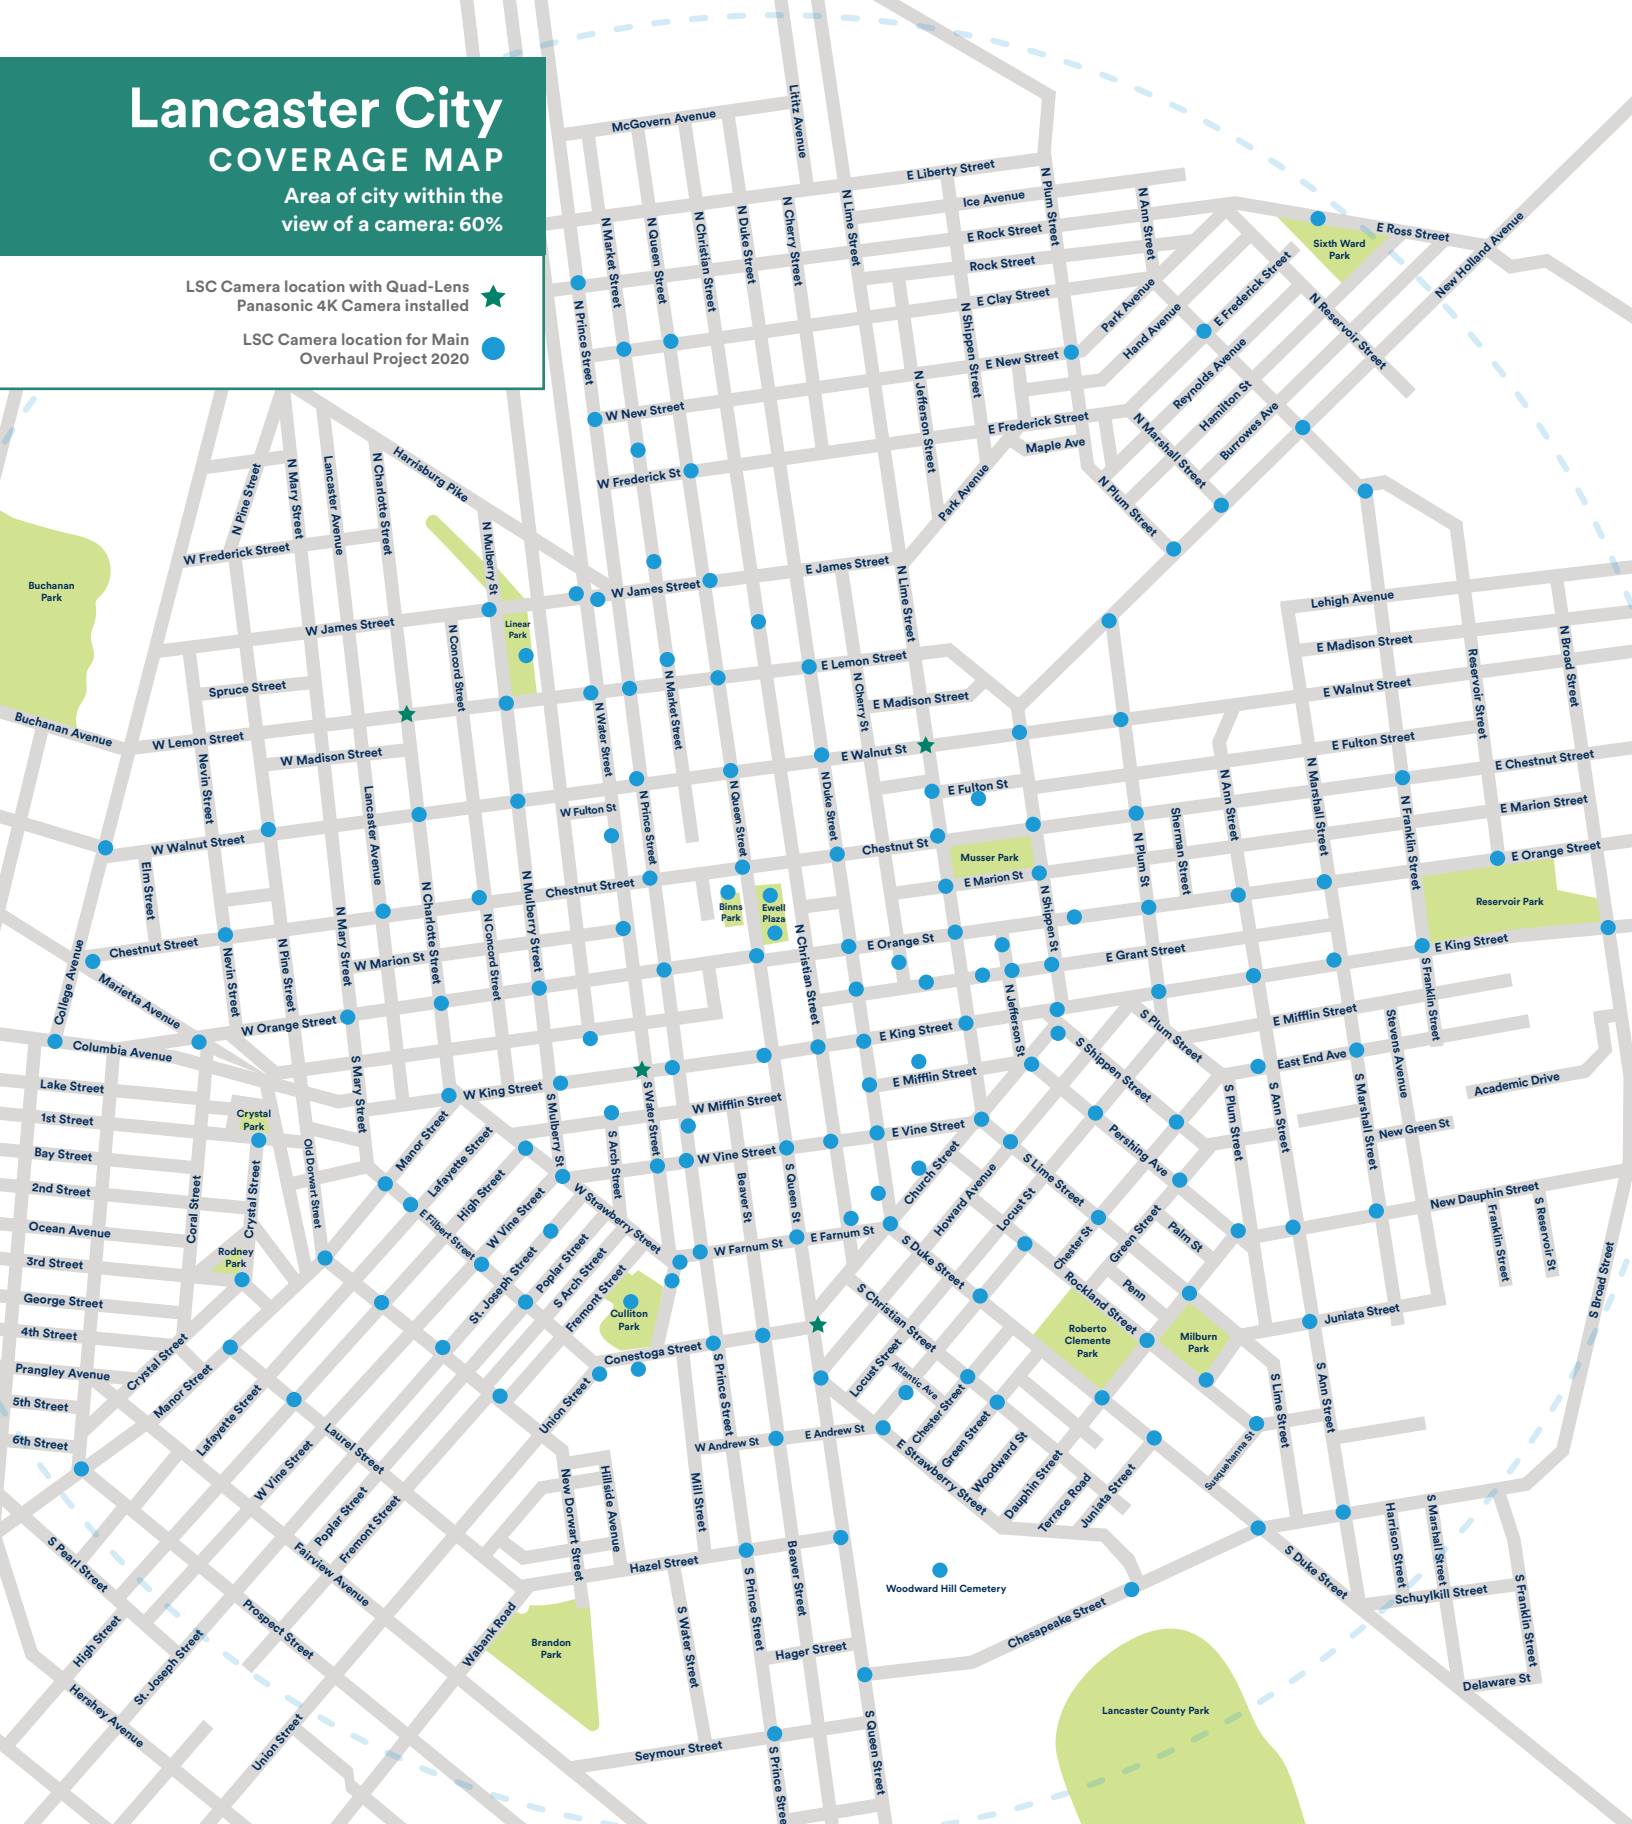 Lancaster City
COVERAGE MAP
Area of city within the
view of a camera: 60%
LSC Camera location with Quad-Lens
Panasonic 4K Camera installed
LSC Camera location for Main
Overhaul Project 2020
McGovern Avenue
Lititz Avenue
E Liberty Street
Ice Avenue
E Rock Street
Rock Street
E Clay Street
E New Street
E Frederick Street
Maple Ave
N Market Street
N Queen Street
N Christian Street
N Duke Street
N Cherry Street
N Lime Street
N Plum Street
N Ann Street
Sixth Ward
Park
E Ross Street
New Holland Avenue
N Prince Street
N Shippen Street
Park Avenue
Hand Avenue
E Frederick Street
N Reservoir Street
Reynolds Avenue
Hamilton St
Burrowes Ave
N Marshall Street
N Plum Street
N Jefferson Street
Park Avenue
W New Street
W Frederick St
Harrisburg Pike
N Pine Street
N Mary Street
Lancaster Avenue
N Charlotte Street
W Frederick Street
N Mulberry St
Buchanan
Park
W James Street
W James Street
E James Street
N Lime Street
Linear
Park
N Concord Street
Spruce Street
Buchanan Avenue
W Lemon Street
W Madison Street
Nevin Street
N Water Street
N Market Street
E Lemon Street
E Madison Street
N Cherry St
Lehigh Avenue
E Madison Street
E Walnut Street
E Fulton Street
E Chestnut Street
E Marion Street
E Orange Street
Reservoir Street
N Broad Street
E Walnut St
E Fulton St
W Fulton St
N Prince Street
N Queen Street
N Duke Street
Chestnut St
Musser Park
E Marion St
N Plum St
Sherman Street
N Ann Street
N Marshall Street
N Franklin Street
Reservoir Park
W Walnut Street
Elm Street
Lancaster Avenue
N Charlotte Street
N Concord Street
N Mulberry Street
Chestnut Street
Binns
Park
Ewell
Plaza
N Christian Street
E Orange St
N Shippen St
E Grant Street
E King Street
S Franklin Street
Chestnut Street
College Avenue
Marietta Avenue
Nevin Street
N Pine Street
N Mary Street
W Marion St
W Orange Street
Columbia Avenue
E King Street
N Jefferson St
E Mifflin Street
S Plum Street
S Shippen Street
E Mifflin Street
East End Ave
Stevens Avenue
Academic Drive
New Green St
Lake Street
1st Street
Bay Street
2nd Street
Ocean Avenue
3rd Street
George Street
4th Street
Prangley Avenue
5th Street
6th Street
Crystal
Park
Coral Street
Crystal Street
Old Dorwart Street
Rodney
Park
S Mary Street
W King Street
Manor Street
Lafayette Street
High Street
W Vine Street
E Filbert Street
S Mulberry St
S Arch Street
S Water Street
W Mifflin Street
W Vine Street
Beaver St
S Queen St
E Vine Street
Church Street
Howard Avenue
Locust St
S Lime Street
Pershing Ave
S Plum Street
S Ann Street
S Marshall Street
New Dauphin Street
Franklin Street
S Reservoir St
S Broad Street
W Strawberry Street
St. Joseph Street
Poplar Street
S Arch Street
Fremont Street
Culliton
Park
W Farnum St
E Farnum St
S Duke Street
Chester St
Green Street
Palm St
Penn
Rockland Street
Roberto
Clemente
Park
Milburn
Park
Juniata Street
Conestoga Street
S Christian Street
Locust Street
Atlantic Ave
Chester Street
Green Street
Woodward St
Dauphin Street
Terrace Road
Juniata Street
S Lime Street
S Ann Street
Susquehanna St
Crystal Street
Manor Street
Lafayette Street
W Vine Street
Laurel Street
Poplar Street
Fremont Street
Fairview Avenue
Union Street
S Prince Street
W Andrew St
E Andrew St
E Strawberry Street
New Dorwart Street
Hillside Avenue
Mill Street
Hazel Street
S Prince Street
Beaver Street
Woodward Hill Cemetery
Chesapeake Street
S Duke Street
Harrison Street
S Marshall Street
Schuylkill Street
S Franklin Street
Delaware St
S Pearl Street
High Street
St. Joseph Street
Prospect Street
Hershey Avenue
Union Street
Wabank Road
Brandon
Park
S Water Street
Hager Street
Seymour Street
S Prince Stree
S Queen Street
Lancaster County Park